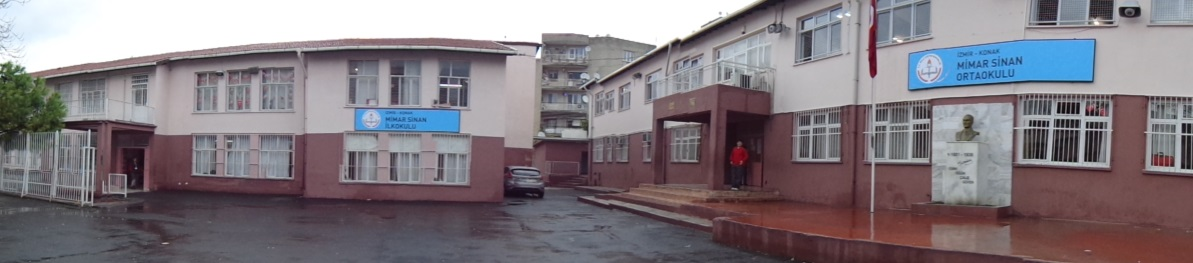 İZMİR - KONAK
MİMAR SİNAN
İLKOKULU
İZMİR - KONAK
MİMAR SİNAN
ORTAOKULU